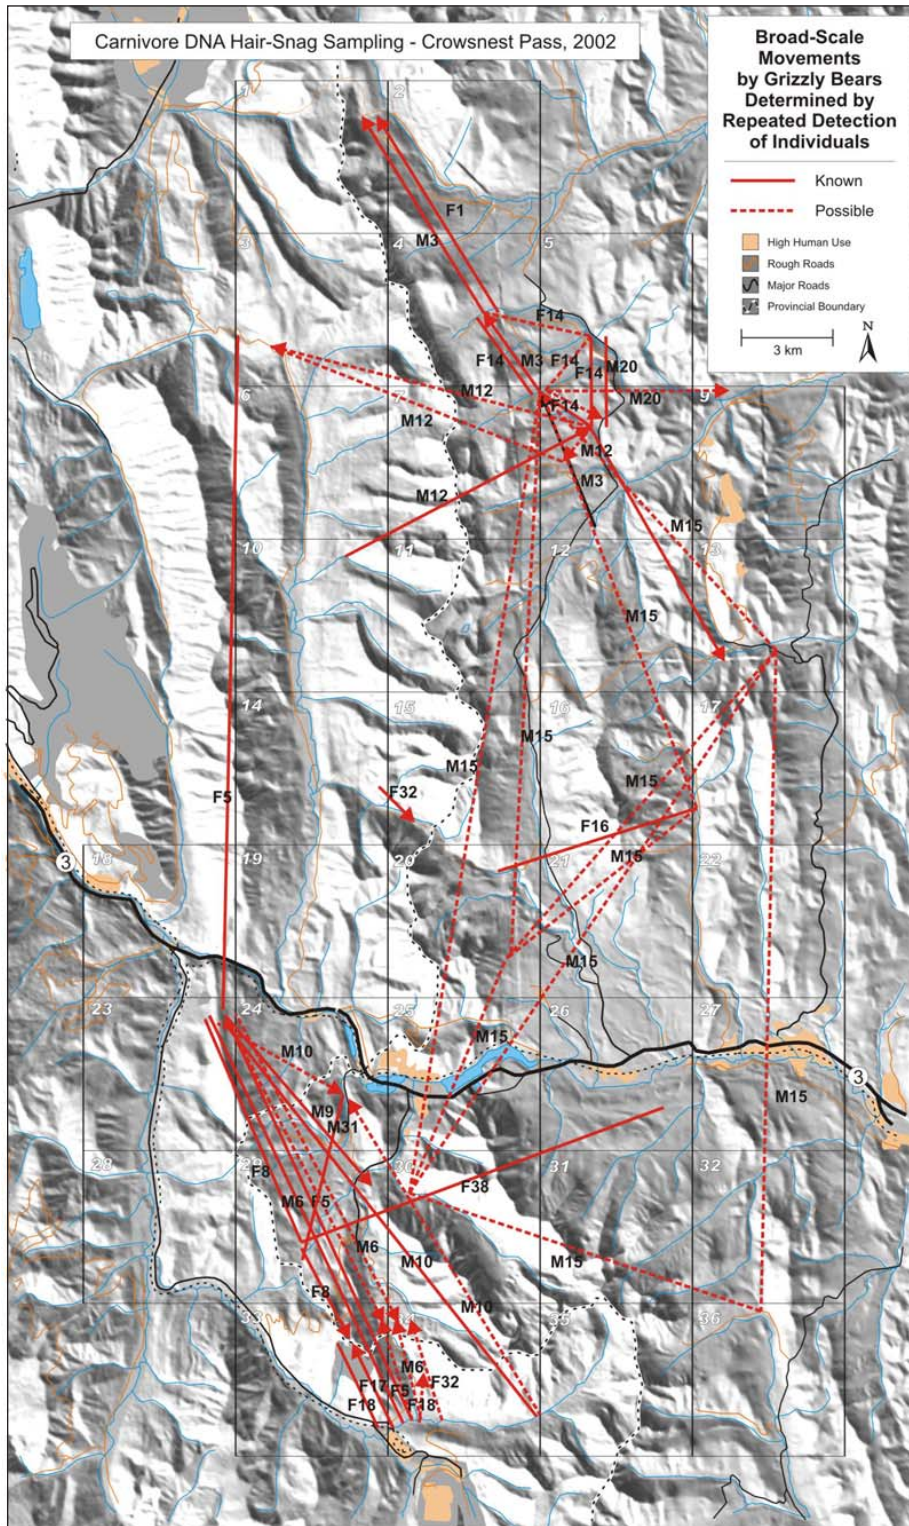 Carnivore DNA Hair-Snag Sampling - Crowsnest Pass, 2002
Broad-Scale
Movements
by Grizzly Bears
Determined by
Repeated Detection
of Individuals
Known
Possible
High Human Use
Rough Roads
Major Roads
Provincial Boundary
3 km
N
1
2
F1
M3
3
4
5
F14
F14
M3
F14
F14
M20
6
7
M12
F14
M20
9
M12
M12
M3
M12
M15
10
11
12
13
M15
14
15
16
17
M15
M15
M15
F5
F32
F16
M15
3
18
19
20
21
22
M15
23
24
25
26
27
M15
M10
3
M9
M31
M15
28
29
30
31
32
F8
F38
M6
F5
M6
M10
M15
F8
M10
33
34
35
36
M6
F17
F5
F32
F18
F18